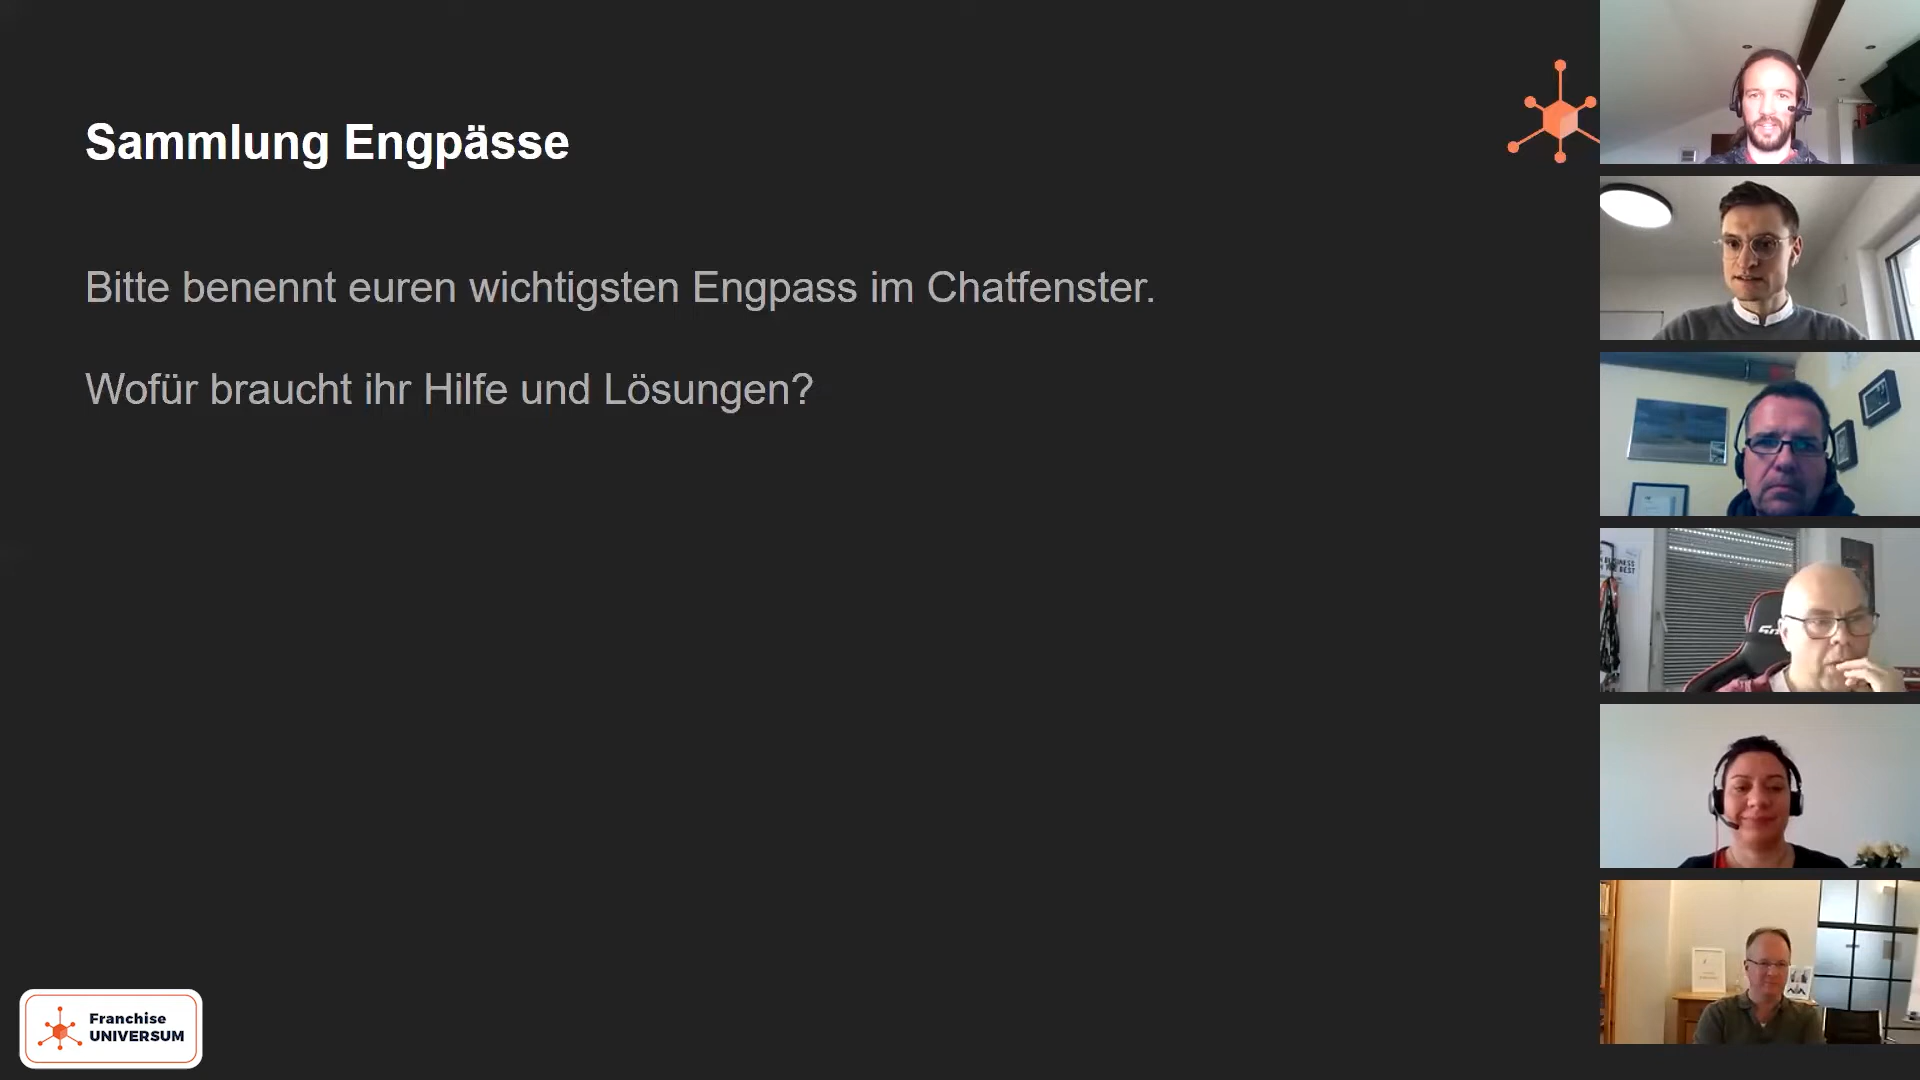 Sammlung Engpässe
Bitte benennt euren wichtigsten Engpass im Chatfenster.
Wofür braucht ihr Hilfe und Lösungen?
Franchise
UNIVERSUM